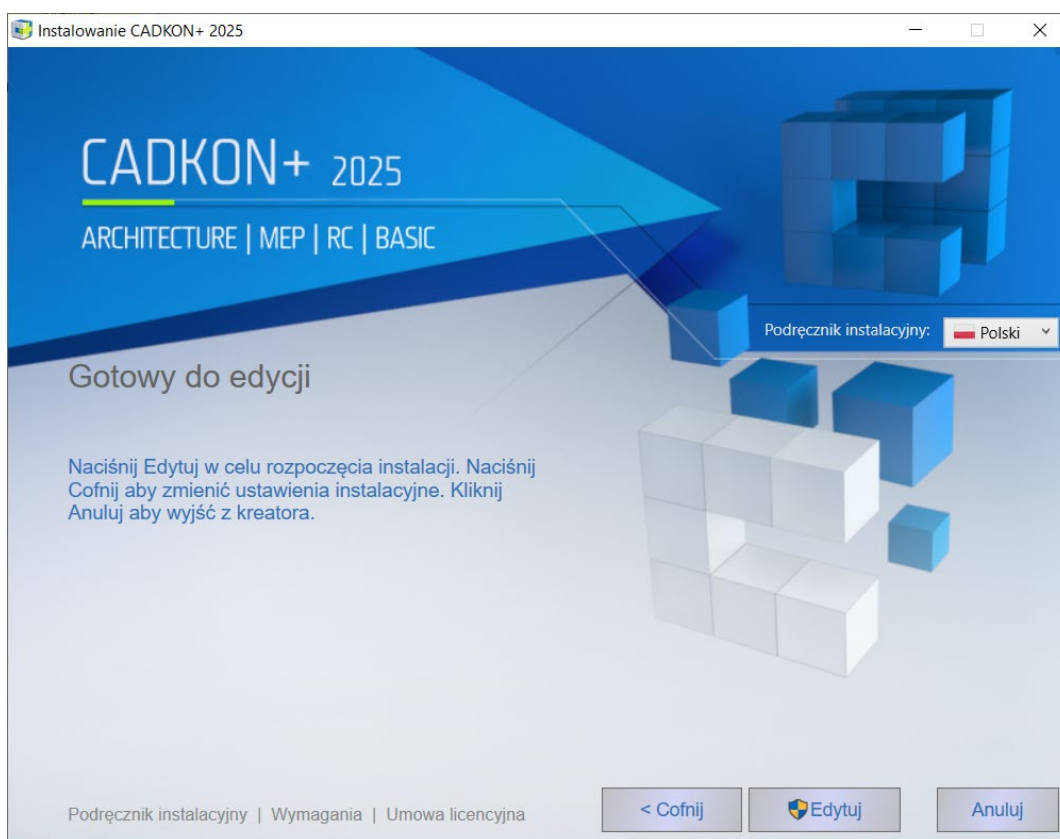 Instalowanie CADKON+ 2025
CADKON+ 2025
ARCHITECTURE | MEP | RC | BASIC
Podręcznik instalacyjny:
Polski
Gotowy do edycji
Naciśnij Edytuj w celu rozpoczęcia instalacji. Naciśnij
Cofnij aby zmienić ustawienia instalacyjne. Kliknij
Anuluj aby wyjść z kreatora.
Podręcznik instalacyjny | Wymagania | Umowa licencyjna
< Cofnij
Edytuj
Anuluj